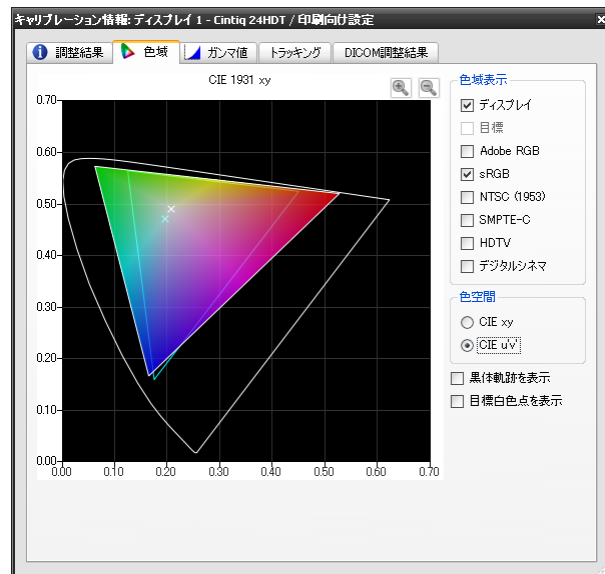 キャリブレーション情報: ディスプレイ 1 - Cintiq 24HDT / 印刷向け設定
調整結果
色域
ガンマ値
トラッキング
DICOM調整結果
CIE 1931 xy
0.70
0.60
0.50
0.40
0.30
0.20
0.10
0.00
0.00
0.10
0.20
0.30
0.40
0.50
0.60
0.70
色域表示
ディスプレイ
目標
Adobe RGB
sRGB
NTSC (1953)
SMPTE-C
HDTV
デジタルシネマ
色空間
CIE xy
CIE u'v'
黒体軌跡を表示
目標白色点を表示